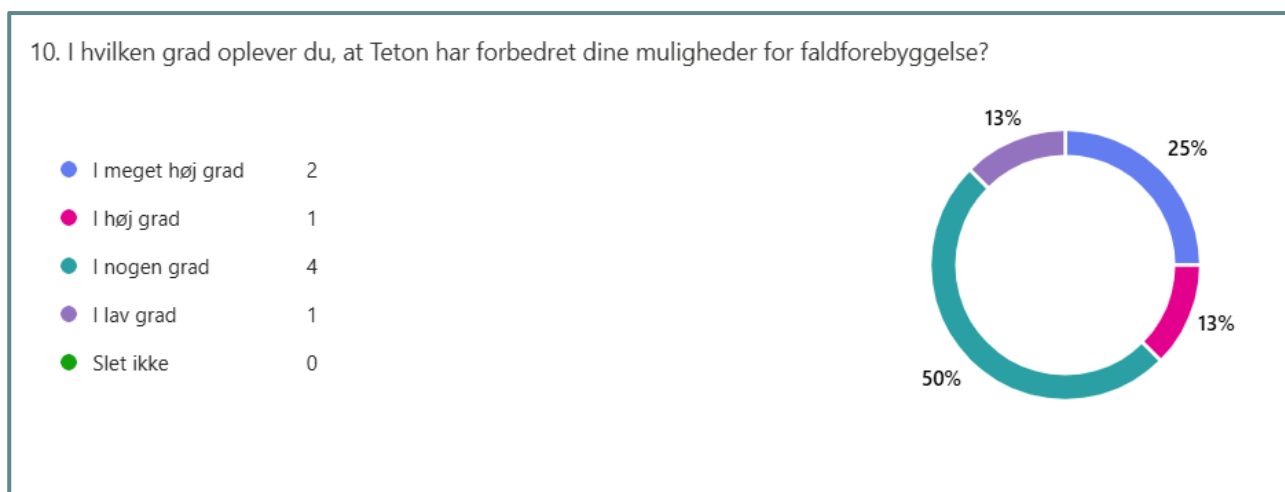 10. I hvilken grad oplever du, at Teton har forbedret dine muligheder for faldforebyggelse?
I meget høj grad 2
I høj grad 1
I nogen grad 4
I lav grad 1
Slet ikke 0
13%
25%
13%
50%